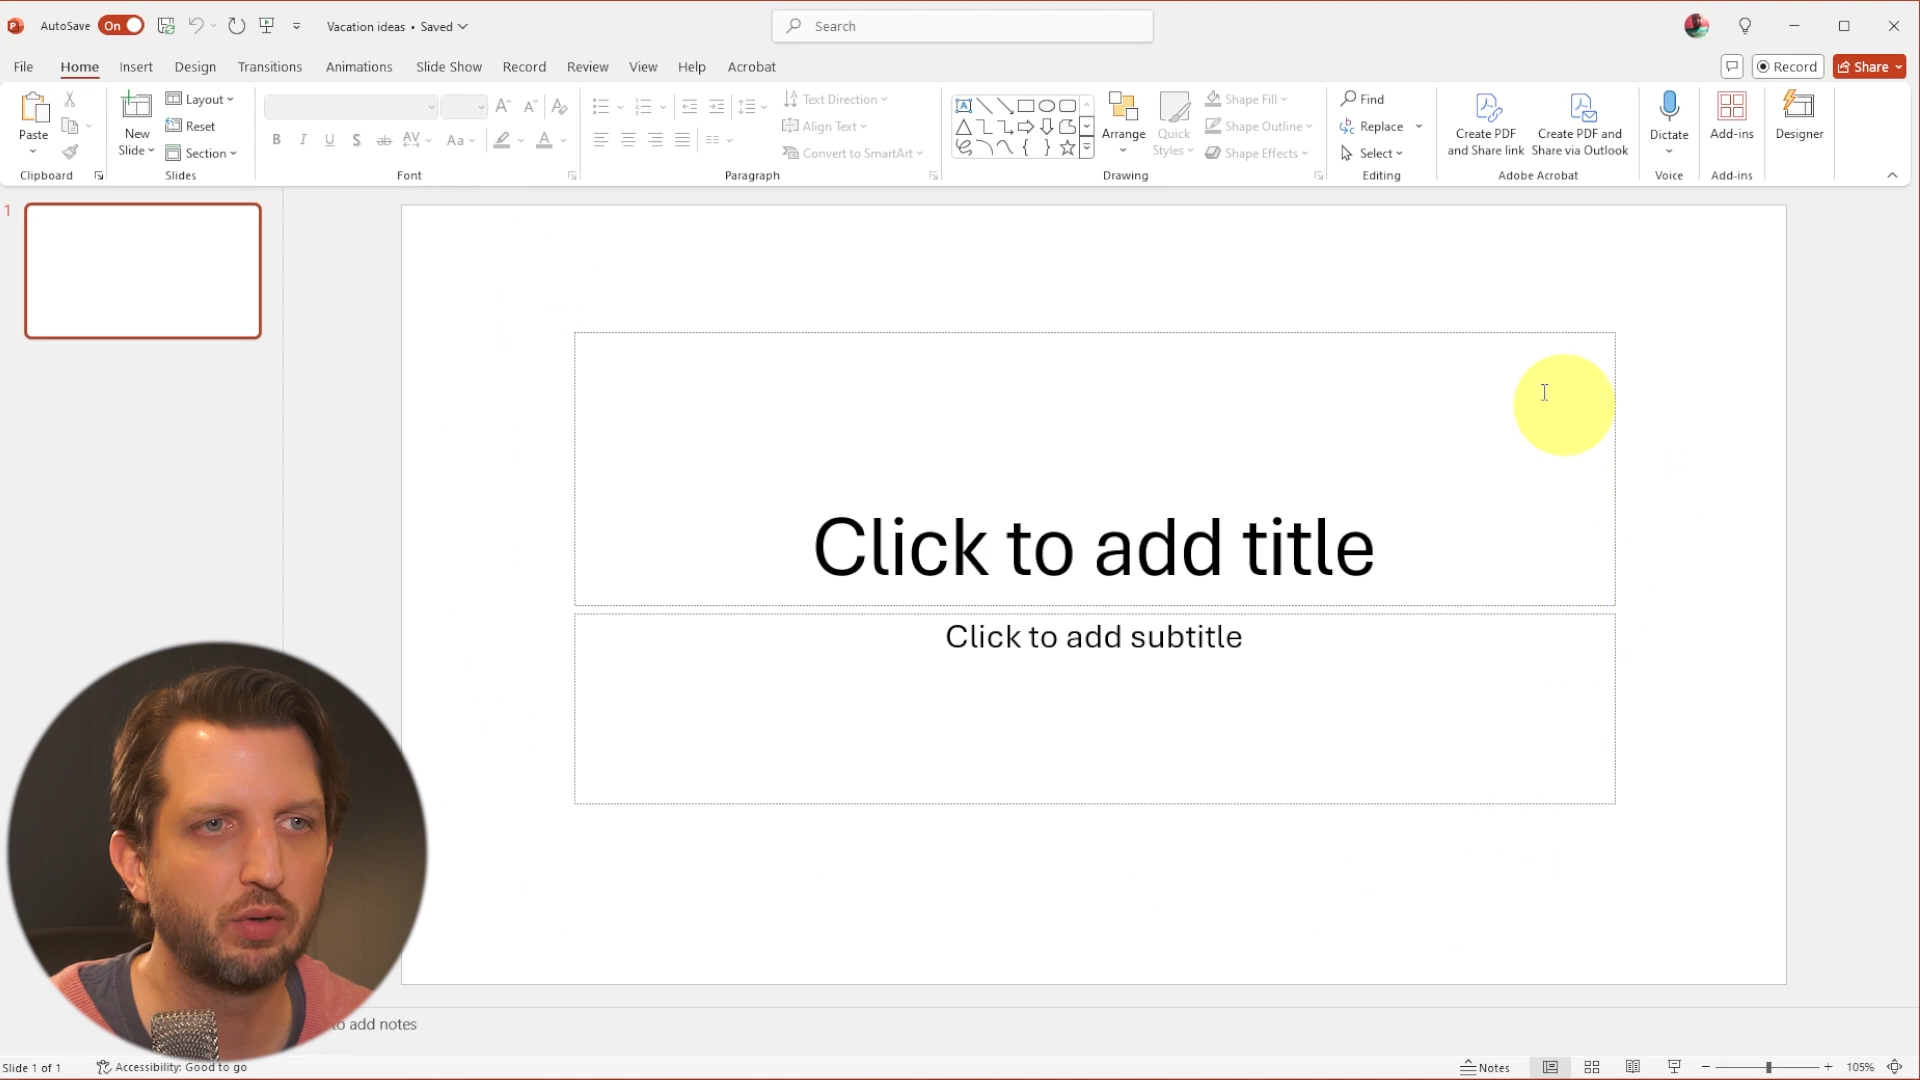 AutoSave On Vacation ideas • Saved Search
File Home Insert Design Transitions Animations Slide Show Record Review View Help Acrobat Record Share
Paste
New
Slide
Layout
Reset
Section
B I U S ab AV Aa A
Text Direction
Align Text
Convert to SmartArt
Arrange
Quick
Styles
Shape Fill
Shape Outline
Shape Effects
Find
Replace
Select
Create PDF
and Share link
Create PDF and
Share via Outlook
Dictate
Add-ins
Designer
Clipboard Slides Font Paragraph Drawing Editing Adobe Acrobat Voice Add-ins
1
Click to add title
Click to add subtitle
to add notes
Slide 1 of 1 Accessibility: Good to go Notes 105%